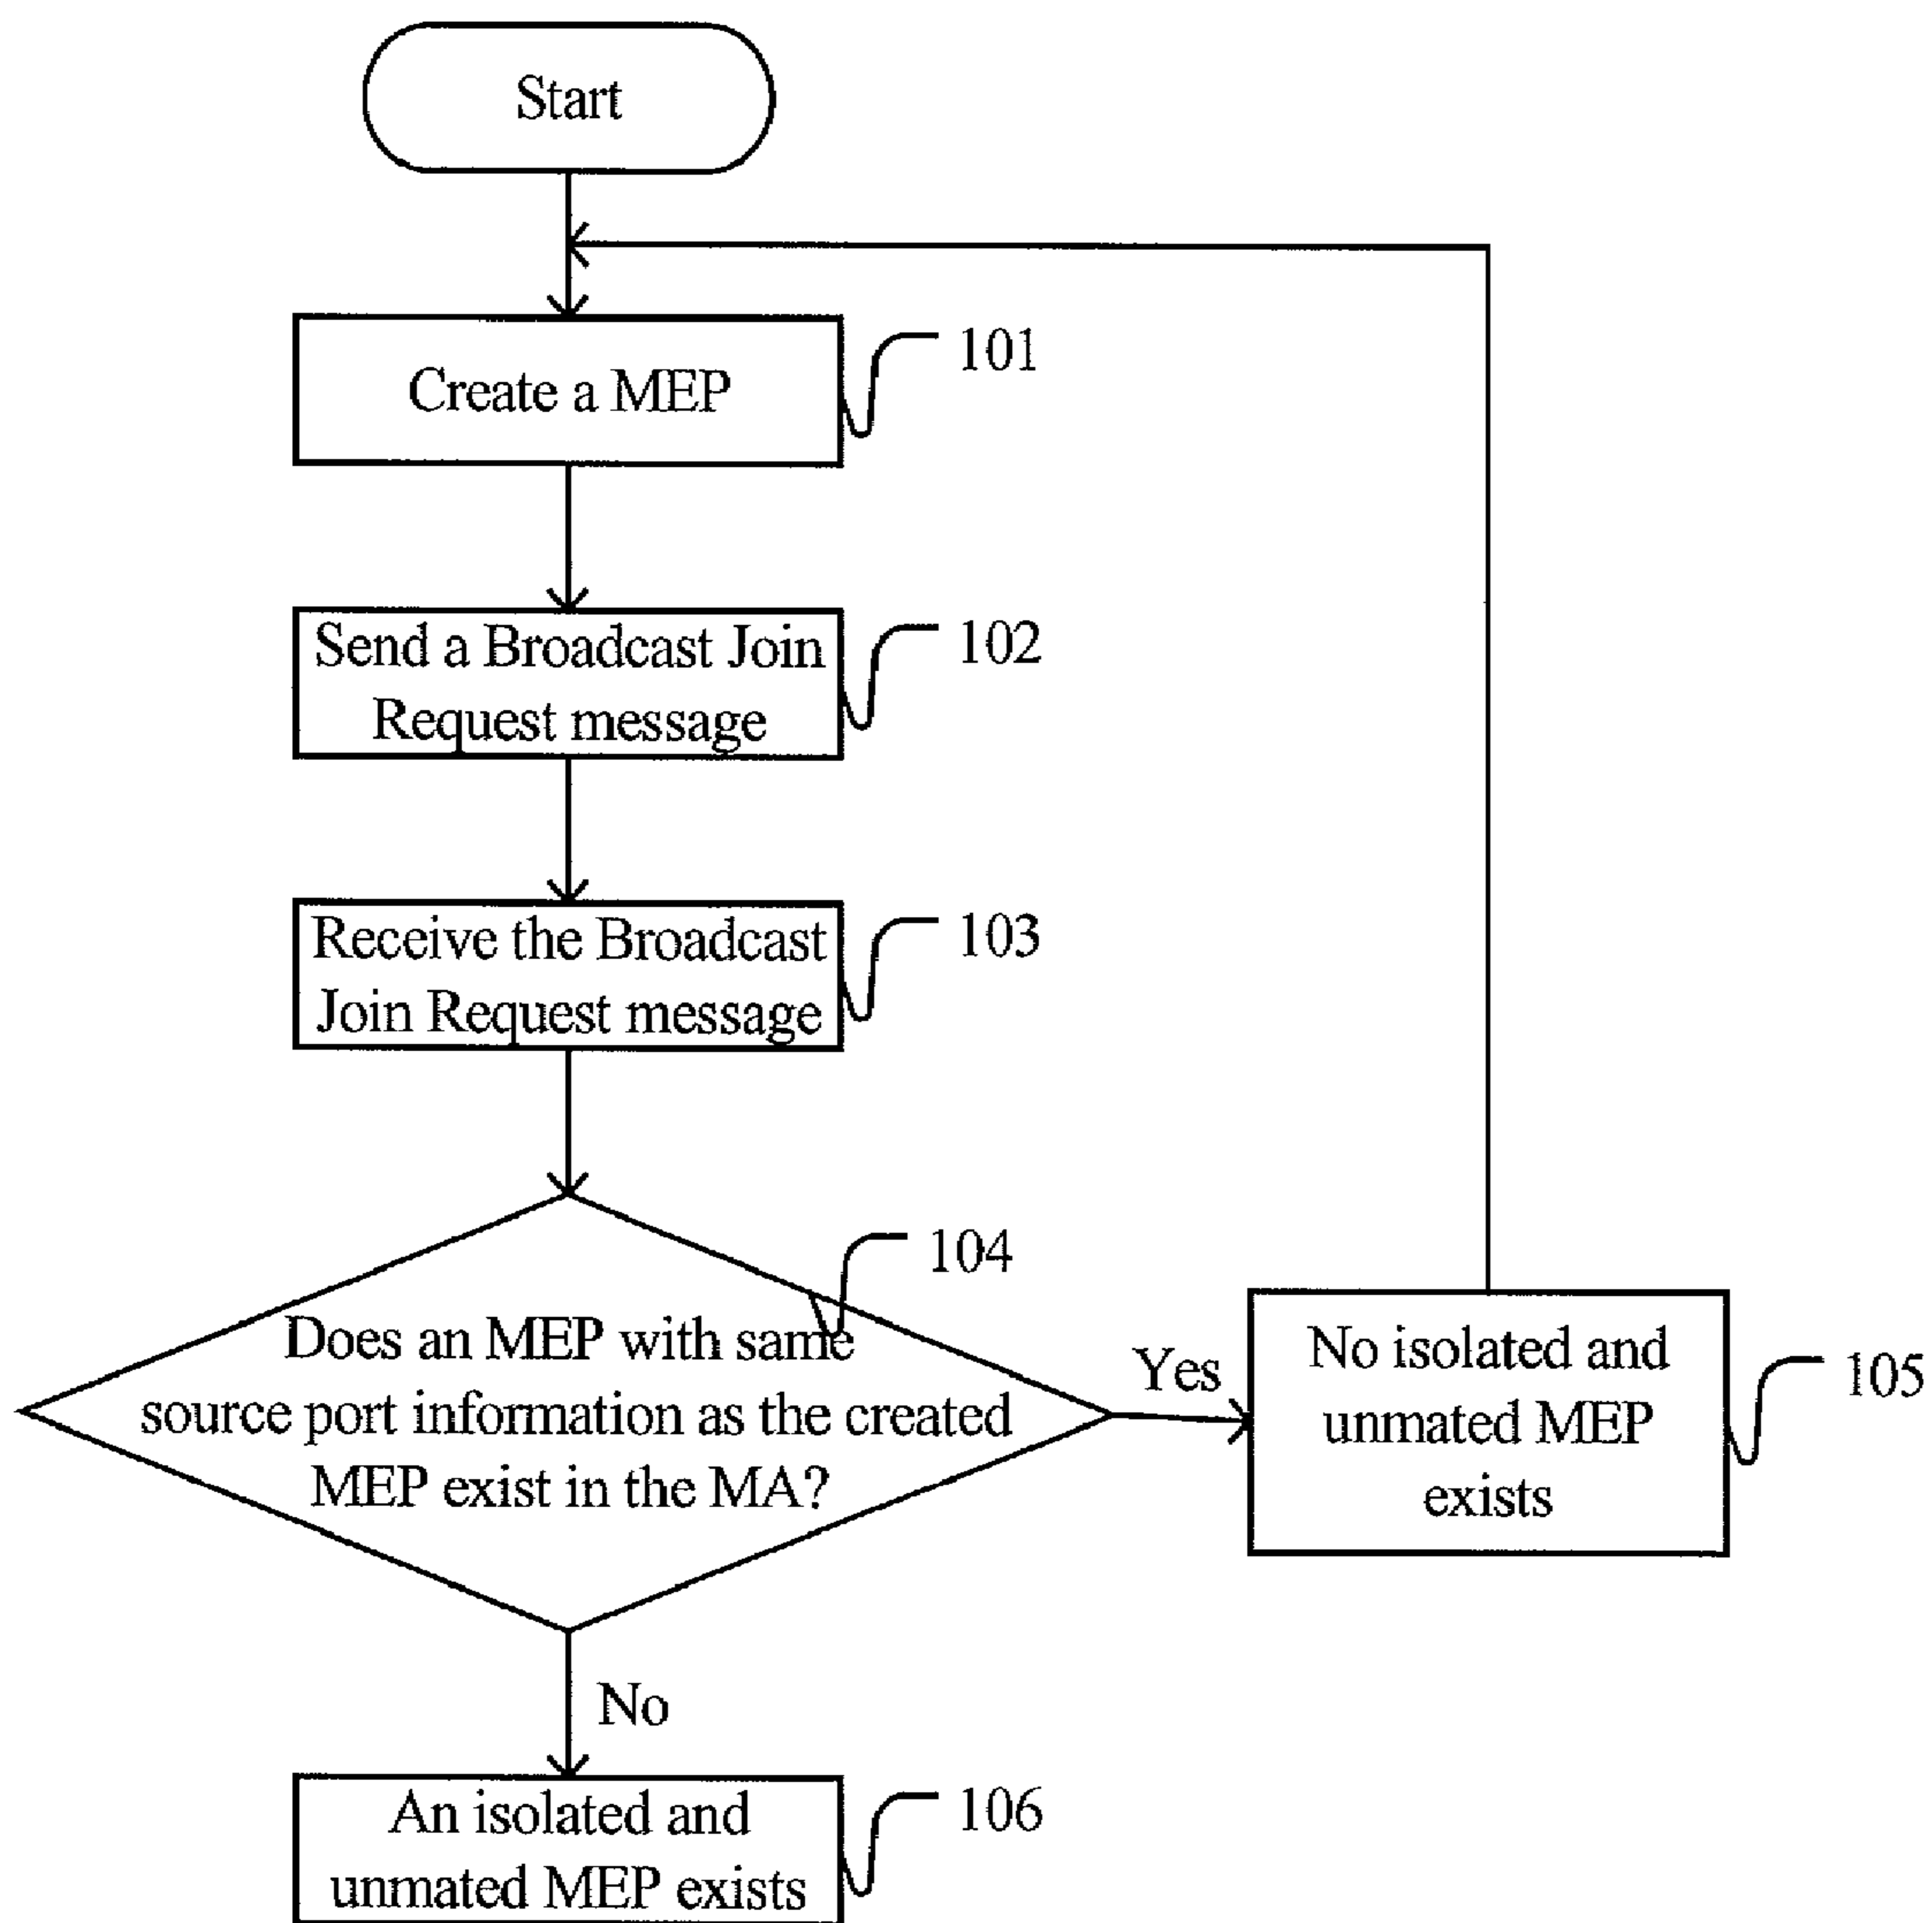 Start
Create a MEP
101
Send a Broadcast Join
Request message
102
Receive the Broadcast
Join Request message
103
104
Does an MEP with same
source port information as the created
MEP exist in the MA?
Yes
No isolated and
unmated MEP
exists
105
No
An isolated and
unmated MEP exists
106